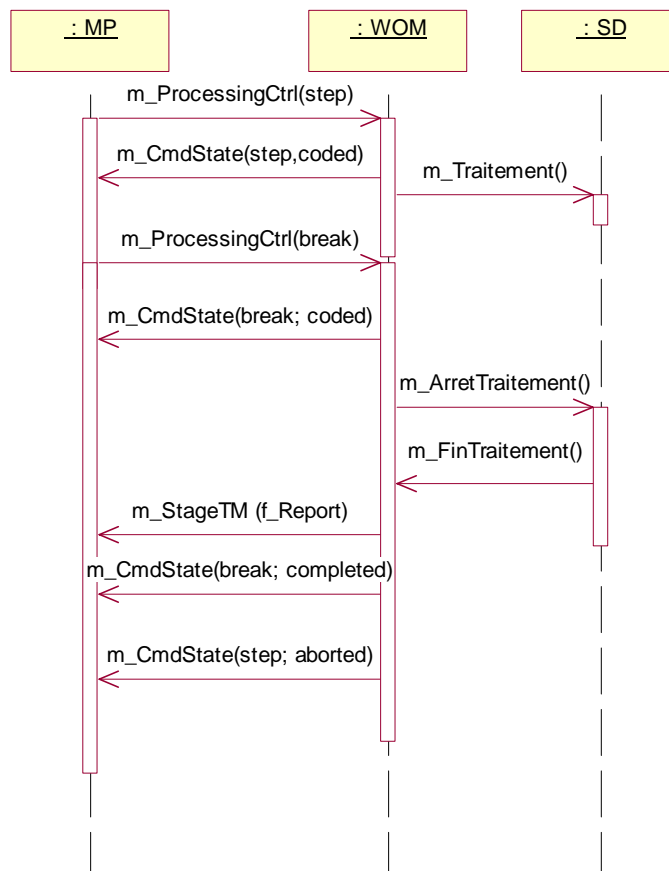 : MP
: WOM
: SD
m_ProcessingCtrl(step)
m_CmdState(step,coded)
m_Traitement()
m_ProcessingCtrl(break)
m_CmdState(break; coded)
m_ArretTraitement()
m_FinTraitement()
m_StageTM (f_Report)
m_CmdState(break; completed)
m_CmdState(step; aborted)